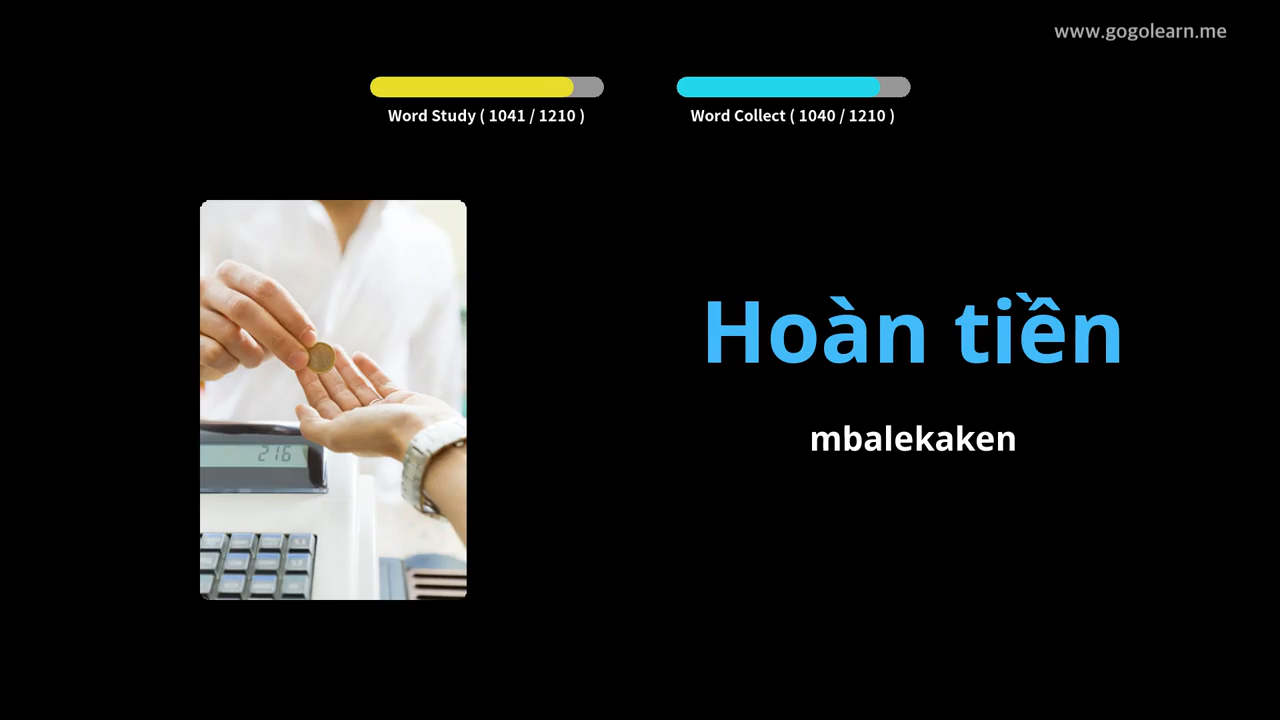 www.gogolearn.me
Word Study ( 1041 / 1210 )
Word Collect ( 1040 / 1210 )
Hoàn tiền
mbalekaken
216